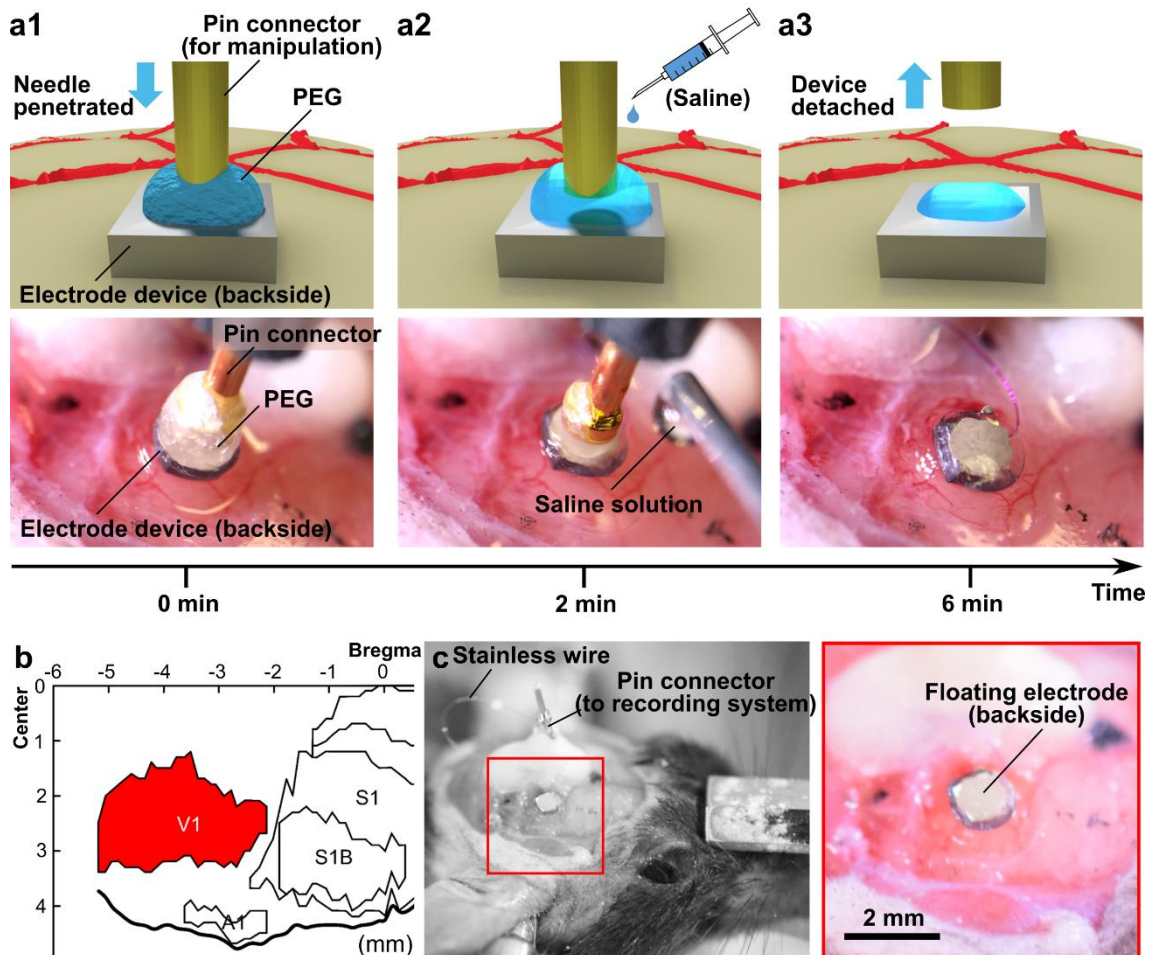 a1
Pin connector
(for manipulation)
Needle
penetrated
PEG
Electrode device (backside)
a2
(Saline)
a3
Device
detached
Pin connector
PEG
Electrode device (backside)
Saline solution
0 min
2 min
6 min
Time
b
Bregma
-6
-5
-4
-3
-2
-1
0
Center
0
1
2
3
4
V1
S1
S1B
A1
(mm)
c
Stainless wire
Pin connector
(to recording system)
Floating electrode
(backside)
2 mm